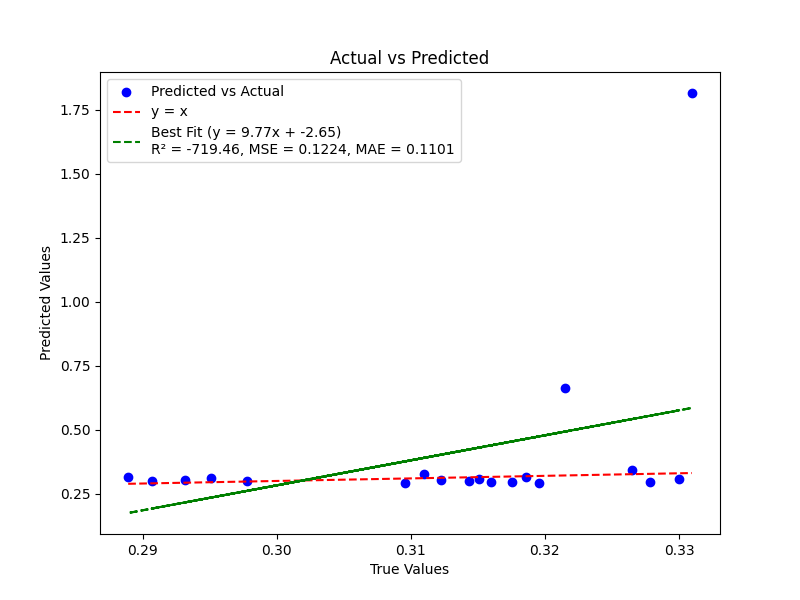 Actual vs Predicted
Predicted vs Actual
y = x
Best Fit (y = 9.77x + -2.65)
R² = -719.46, MSE = 0.1224, MAE = 0.1101
Predicted Values
1.75
1.50
1.25
1.00
0.75
0.50
0.25
0.29
0.30
0.31
0.32
0.33
True Values